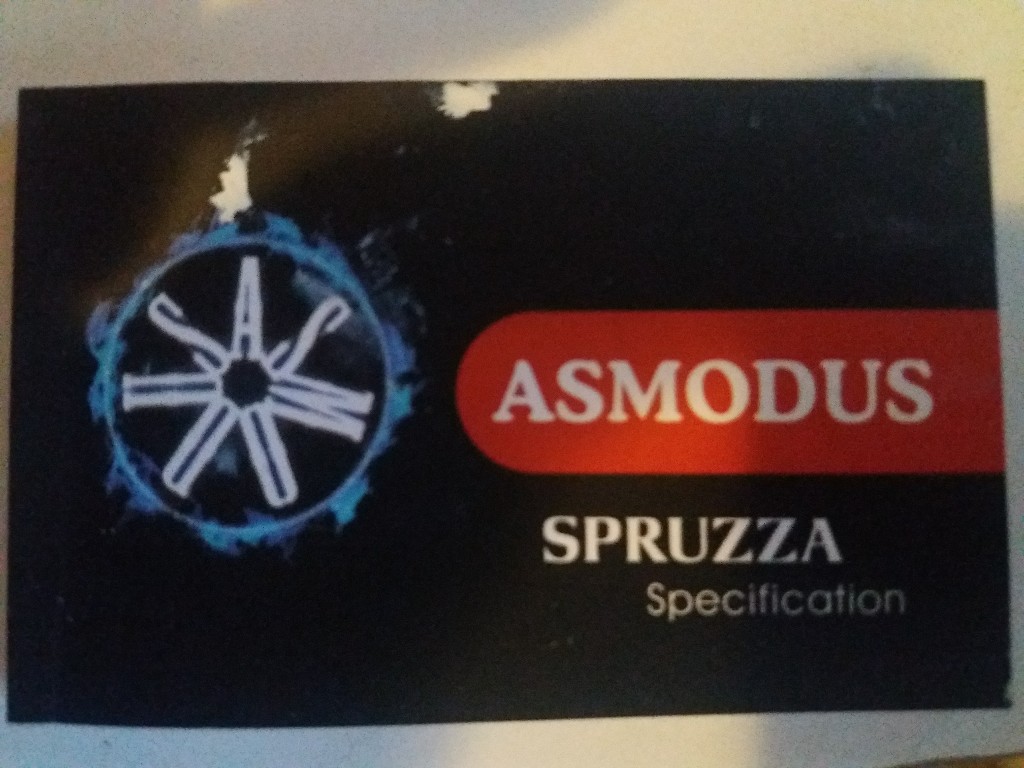 ASMODUS
SPRUZZA
Specification